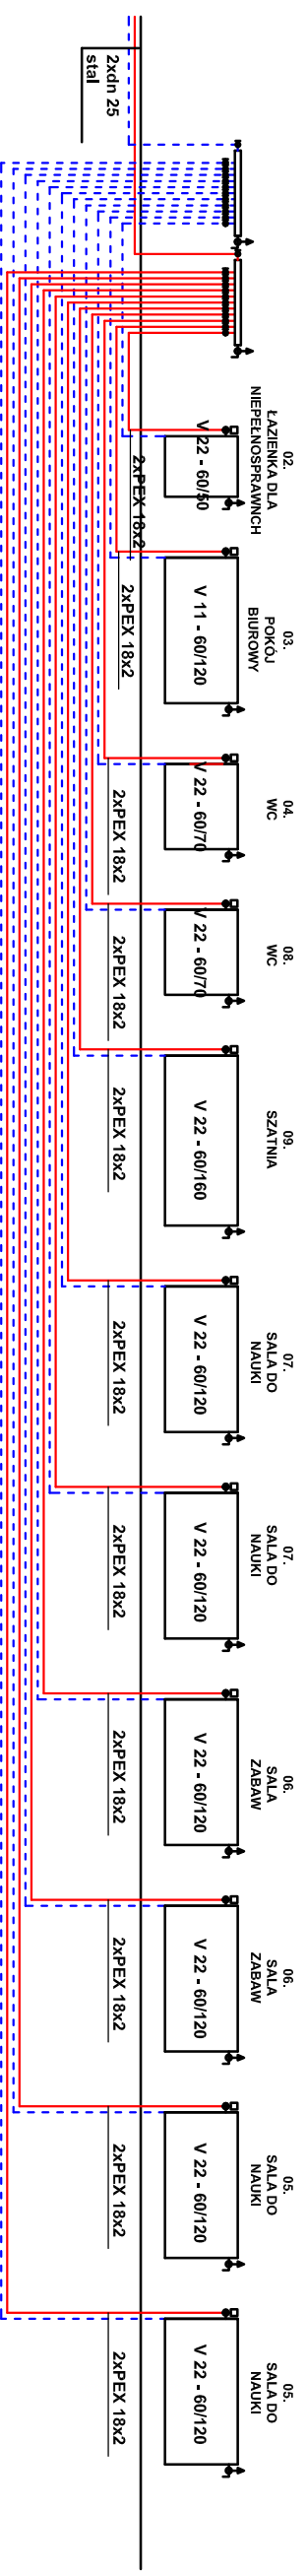 2xdn 25
stal
02.
ŁAZIENKA DLA
NIEPEŁNOSPRAWNCH
V 22 - 60/50
2xPEX 18x2
03.
POKÓJ
BIUROWY
V 11 - 60/120
2xPEX 18x2
04.
WC
V 22 - 60/70
2xPEX 18x2
08.
WC
V 22 - 60/70
2xPEX 18x2
09.
SZATNIA
V 22 - 60/160
2xPEX 18x2
07.
SALA DO
NAUKI
V 22 - 60/120
2xPEX 18x2
07.
SALA DO
NAUKI
V 22 - 60/120
2xPEX 18x2
06.
SALA
ZABAW
V 22 - 60/120
2xPEX 18x2
06.
SALA
ZABAW
V 22 - 60/120
2xPEX 18x2
05.
SALA DO
NAUKI
V 22 - 60/120
2xPEX 18x2
05.
SALA DO
NAUKI
V 22 - 60/120
2xPEX 18x2